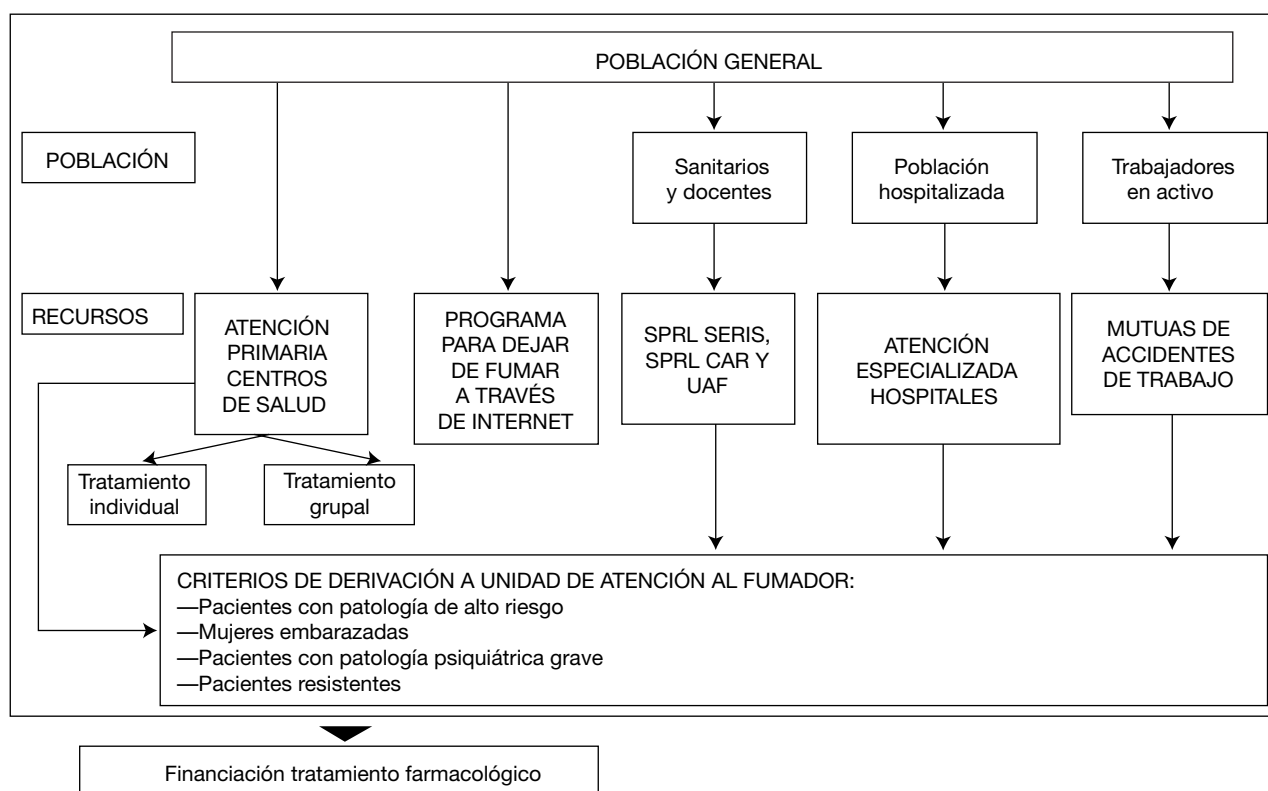 POBLACIÓN GENERAL
POBLACIÓN
Sanitarios
y docentes
Población
hospitalizada
Trabajadores
en activo
RECURSOS
ATENCIÓN
PRIMARIA
CENTROS
DE SALUD
PROGRAMA
PARA DEJAR
DE FUMAR
A TRAVÉS
DE INTERNET
SPRL SERIS,
SPRL CAR Y
UAF
ATENCIÓN
ESPECIALIZADA
HOSPITALES
MUTUAS DE
ACCIDENTES
DE TRABAJO
Tratamiento
individual
Tratamiento
grupal
CRITERIOS DE DERIVACIÓN A UNIDAD DE ATENCIÓN AL FUMADOR:
—Pacientes con patología de alto riesgo
—Mujeres embarazadas
—Pacientes con patología psiquiátrica grave
—Pacientes resistentes
Financiación tratamiento farmacológico